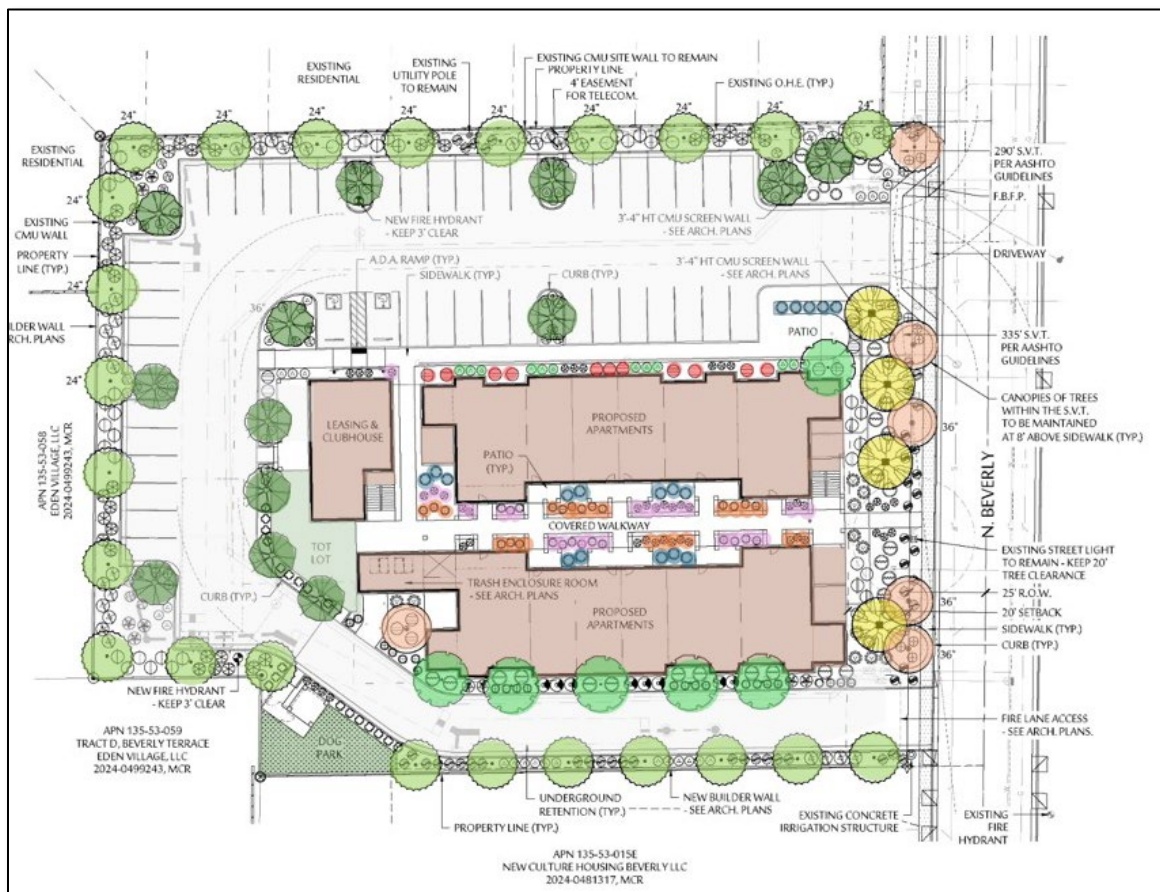 EXISTING
RESIDENTIAL
EXISTING
UTILITY POLE
TO REMAIN
EXISTING CMU SITE WALL TO REMAIN
PROPERTY LINE
4' EASEMENT
FOR TELECOM.
EXISTING O.H.E. (TYP.)
24"
24"
24"
24"
24"
24"
24"
24"
24"
EXISTING
RESIDENTIAL
24"
EXISTING
CMU WALL
PROPERTY
LINE (TYP.)
24"
ILDER WALL
RCH. PLANS
24"
290' S.V.T.
PER AASHTO
GUIDELINES
F.B.F.P.
NEW FIRE HYDRANT
- KEEP 3' CLEAR
3'-4" HT CMU SCREEN WALL
- SEE ARCH. PLANS
A.D.A. RAMP (TYP.)
SIDEWALK (TYP.)
CURB (TYP.)
3'-4" HT CMU SCREEN WALL
- SEE ARCH. PLANS
DRIVEWAY
36"
PATIO
335' S.V.T.
PER AASHTO
GUIDELINES
CANOPIES OF TREES
WITHIN THE S.V.T.
TO BE MAINTAINED
AT 8' ABOVE SIDEWALK (TYP.)
36"
LEASING &
CLUBHOUSE
PROPOSED
APARTMENTS
PATIO
(TYP.)
N. BEVERLY
APN 135-53-058
EDEN VILLAGE, LLC
2024-0499243, MCR
COVERED WALKWAY
TOT
LOT
EXISTING STREET LIGHT
TO REMAIN - KEEP 20'
TREE CLEARANCE
TRASH ENCLOSURE ROOM
- SEE ARCH. PLANS
CURB (TYP.)
PROPOSED
APARTMENTS
36"
25' R.O.W.
20' SETBACK
SIDEWALK (TYP.)
CURB (TYP.)
36"
NEW FIRE HYDRANT
- KEEP 3' CLEAR
FIRE LANE ACCESS
- SEE ARCH. PLANS.
APN 135-53-059
TRACT D, BEVERLY TERRACE
EDEN VILLAGE, LLC
2024-0499243, MCR
DOG
PARK
UNDERGROUND
RETENTION (TYP.)
NEW BUILDER WALL
- SEE ARCH. PLANS
PROPERTY LINE (TYP.)
EXISTING CONCRETE
IRRIGATION STRUCTURE
EXISTING
FIRE
HYDRANT
APN 135-53-015E
NEW CULTURE HOUSING BEVERLY LLC
2024-0481317, MCR